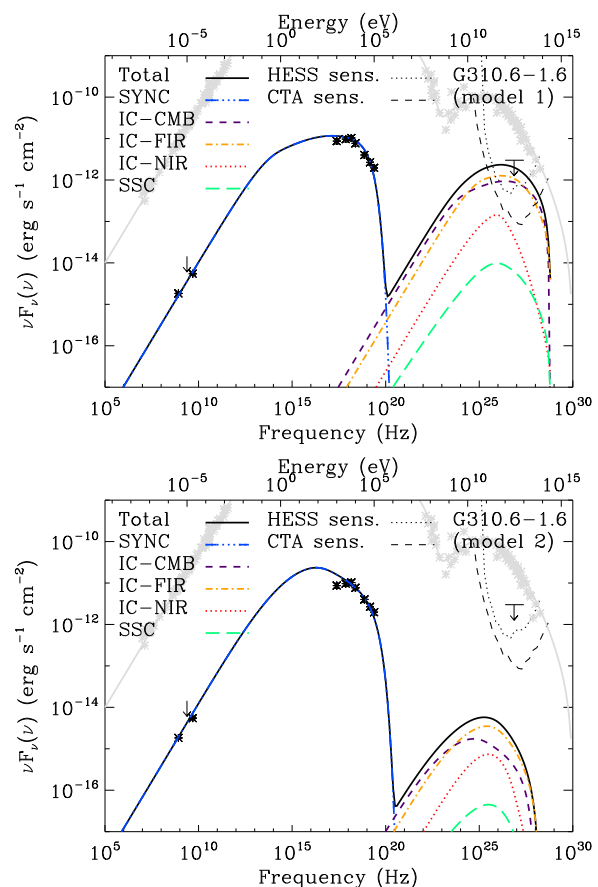 Energy (eV)
10⁻⁵ 10⁰ 10⁵ 10¹⁰ 10¹⁵
Total HESS sens. G310.6−1.6
SYNC CTA sens. (model 1)
IC−CMB
IC−FIR
IC−NIR
SSC
10⁻¹⁰
10⁻¹²
10⁻¹⁴
10⁻¹⁶
νFᵥ(ν) (erg s⁻¹ cm⁻²)
10⁵ 10¹⁰ 10¹⁵ 10²⁰ 10²⁵ 10³⁰
Frequency (Hz)
Energy (eV)
10⁻⁵ 10⁰ 10⁵ 10¹⁰ 10¹⁵
Total HESS sens. G310.6−1.6
SYNC CTA sens. (model 2)
IC−CMB
IC−FIR
IC−NIR
SSC
10⁻¹⁰
10⁻¹²
10⁻¹⁴
10⁻¹⁶
νFᵥ(ν) (erg s⁻¹ cm⁻²)
10⁵ 10¹⁰ 10¹⁵ 10²⁰ 10²⁵ 10³⁰
Frequency (Hz)